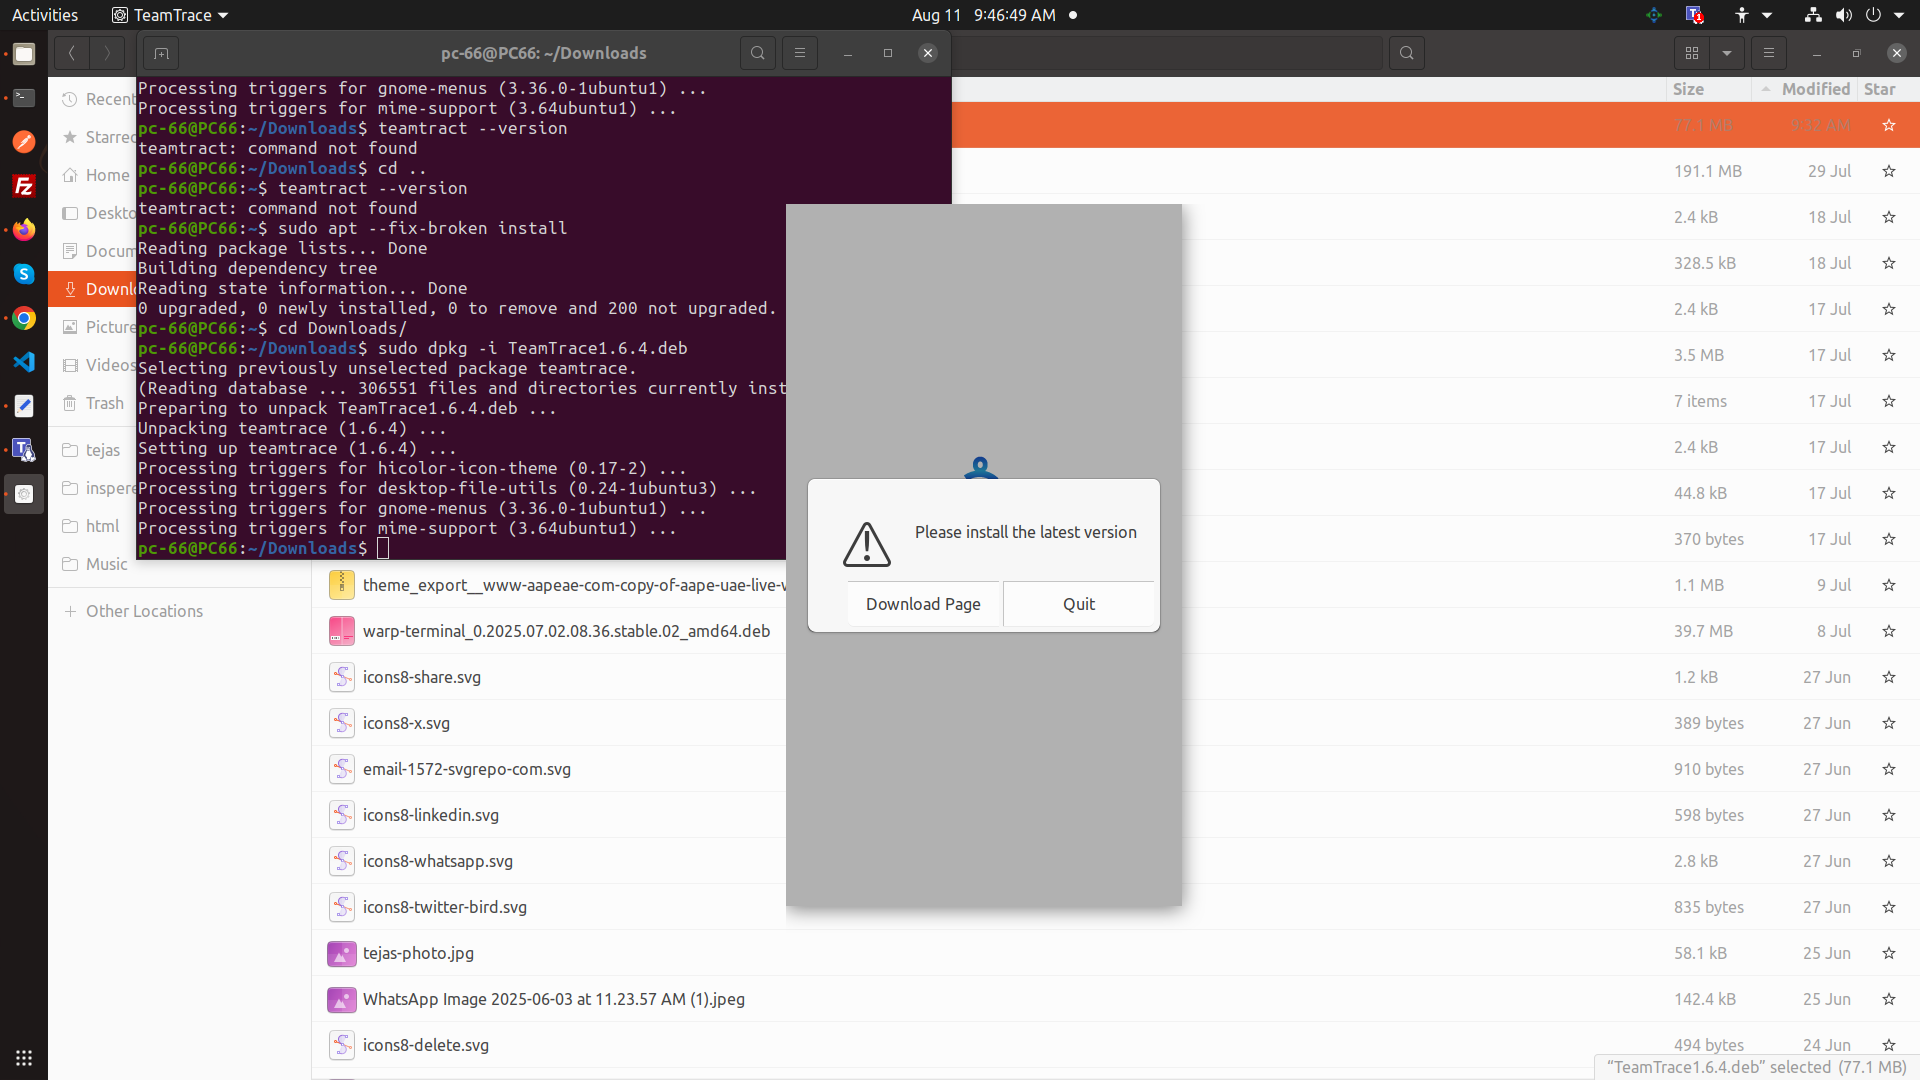 Activities
TeamTrace
Aug 11 9:46:49 AM
pc-66@PC66: ~/Downloads
Processing triggers for gnome-menus (3.36.0-1ubuntu1) ...
Processing triggers for mime-support (3.64ubuntu1) ...
pc-66@PC66:~/Downloads$ teamtract --version
teamtract: command not found
pc-66@PC66:~/Downloads$ cd ..
pc-66@PC66:~$ teamtract --version
teamtract: command not found
pc-66@PC66:~$ sudo apt --fix-broken install
Reading package lists... Done
Building dependency tree
Reading state information... Done
0 upgraded, 0 newly installed, 0 to remove and 200 not upgraded.
pc-66@PC66:~$ cd Downloads/
pc-66@PC66:~/Downloads$ sudo dpkg -i TeamTrace1.6.4.deb
Selecting previously unselected package teamtrace.
(Reading database ... 306551 files and directories currently inst
Preparing to unpack TeamTrace1.6.4.deb ...
Unpacking teamtrace (1.6.4) ...
Setting up teamtrace (1.6.4) ...
Processing triggers for hicolor-icon-theme (0.17-2) ...
Processing triggers for desktop-file-utils (0.24-1ubuntu3) ...
Processing triggers for gnome-menus (3.36.0-1ubuntu1) ...
Processing triggers for mime-support (3.64ubuntu1) ...
pc-66@PC66:~/Downloads$
Recent
Starred
Home
Deskto
Docum
Downlo
Picture
Videos
Trash
tejas
inspere
html
Music
Other Locations
Please install the latest version
Download Page
Quit
Size Modified Star
77.1 MB 9:32 AM
191.1 MB 29 Jul
2.4 kB 18 Jul
328.5 kB 18 Jul
2.4 kB 17 Jul
3.5 MB 17 Jul
7 items 17 Jul
2.4 kB 17 Jul
44.8 kB 17 Jul
370 bytes 17 Jul
theme_export__www-aapeae-com-copy-of-aape-uae-live-v 1.1 MB 9 Jul
warp-terminal_0.2025.07.02.08.36.stable.02_amd64.deb 39.7 MB 8 Jul
icons8-share.svg 1.2 kB 27 Jun
icons8-x.svg 389 bytes 27 Jun
email-1572-svgrepo-com.svg 910 bytes 27 Jun
icons8-linkedin.svg 598 bytes 27 Jun
icons8-whatsapp.svg 2.8 kB 27 Jun
icons8-twitter-bird.svg 835 bytes 27 Jun
tejas-photo.jpg 58.1 kB 25 Jun
WhatsApp Image 2025-06-03 at 11.23.57 AM (1).jpeg 142.4 kB 25 Jun
icons8-delete.svg 494 bytes 24 Jun
“TeamTrace1.6.4.deb” selected (77.1 MB)